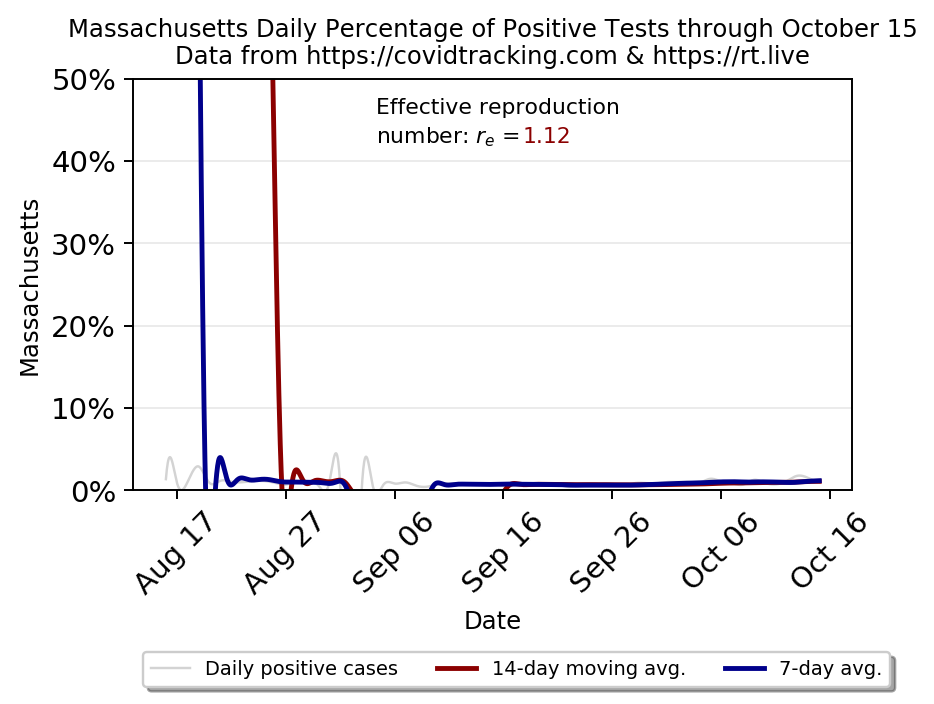 Massachusetts Daily Percentage of Positive Tests through October 15
Data from https://covidtracking.com & https://rt.live
50%
40%
30%
20%
10%
0%
Massachusetts
Effective reproduction
number: rₑ =1.12
Aug 17
Aug 27
Sep 06
Sep 16
Sep 26
Oct 06
Oct 16
Date
Daily positive cases
14-day moving avg.
7-day avg.